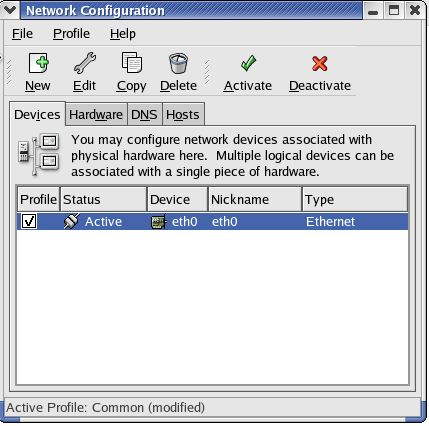 Network Configuration
File Profile Help
New Edit Copy Delete Activate Deactivate
Devices Hardware DNS Hosts
You may configure network devices associated with
physical hardware here. Multiple logical devices can be
associated with a single piece of hardware.
Profile Status Device Nickname Type
Active eth0 eth0 Ethernet
Active Profile: Common (modified)